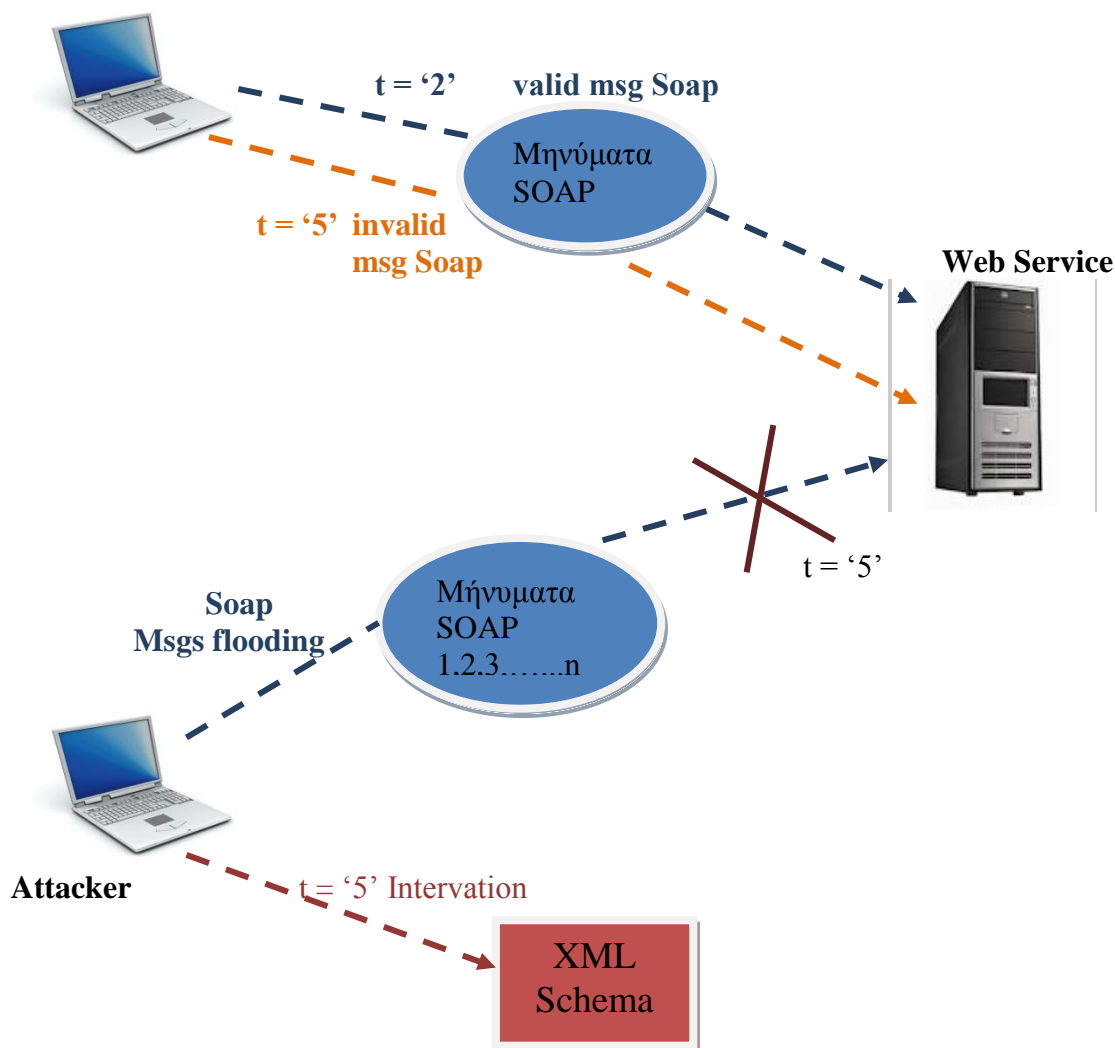 t = ‘2’ valid msg Soap
Μηνύματα
SOAP
t = ‘5’ invalid
msg Soap
Web Service
t = ‘5’
Soap
Msgs flooding
Μήνυματα
SOAP
1,2,3,…...n
Attacker
t = ‘5’ Intervation
XML
Schema